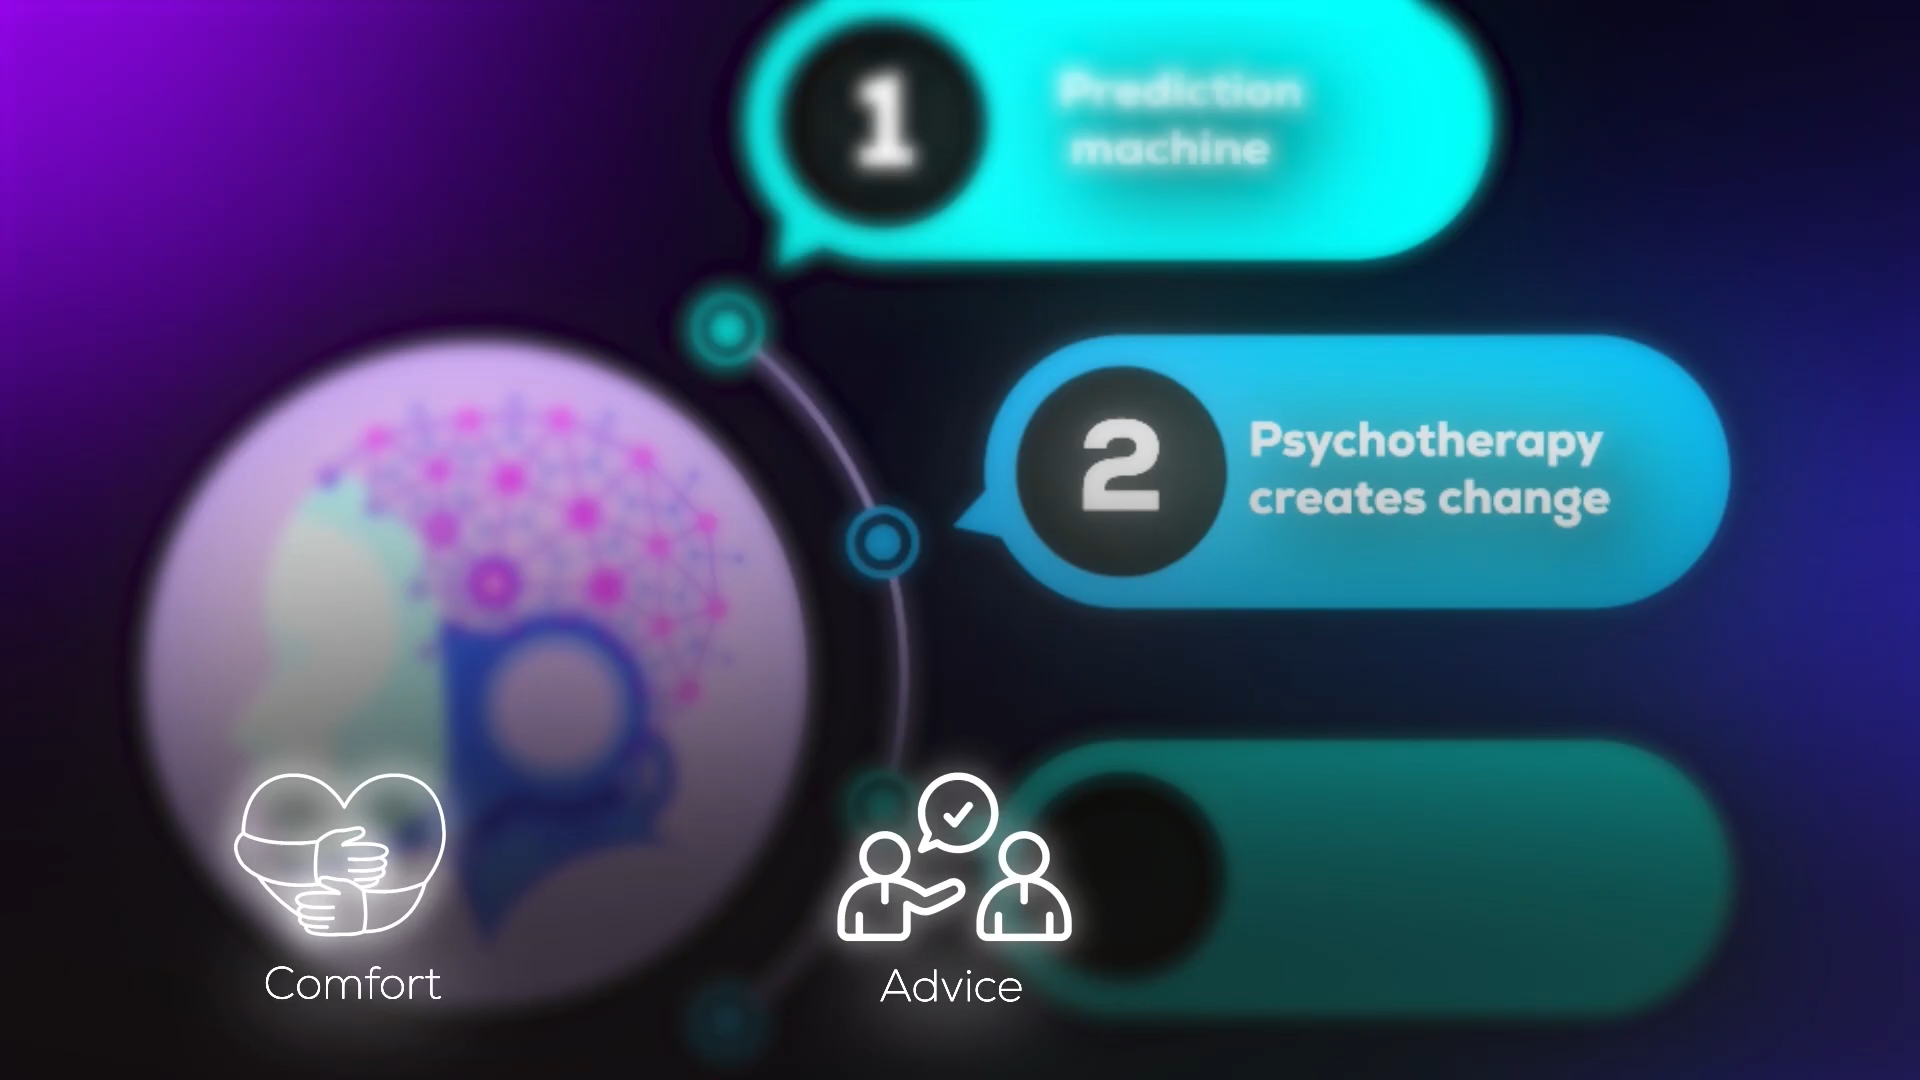 1
Prediction
machine
2
Psychotherapy
creates change
Comfort
Advice